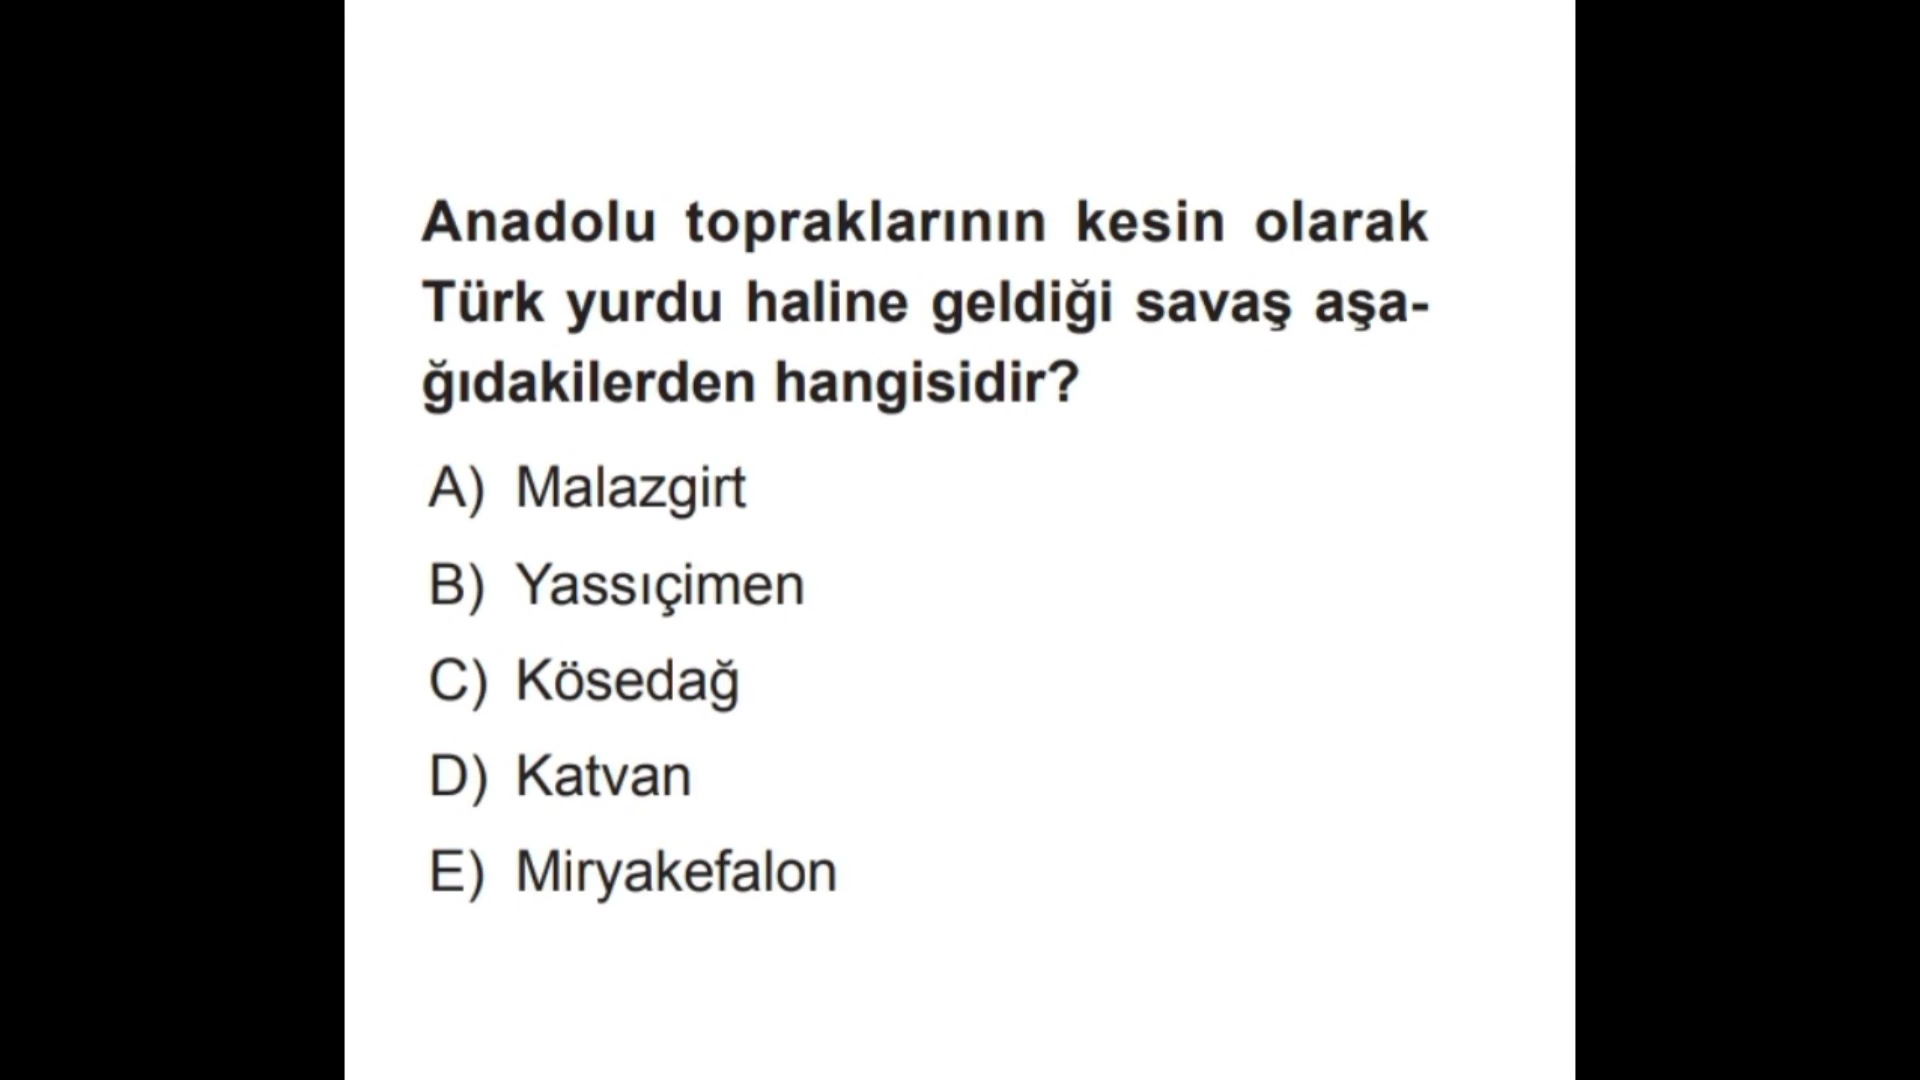 Anadolu topraklarının kesin olarak
Türk yurdu haline geldiği savaş aşa-
ğıdakilerden hangisidir?
A) Malazgirt
B) Yassıçimen
C) Kösedağ
D) Katvan
E) Miryakefalon